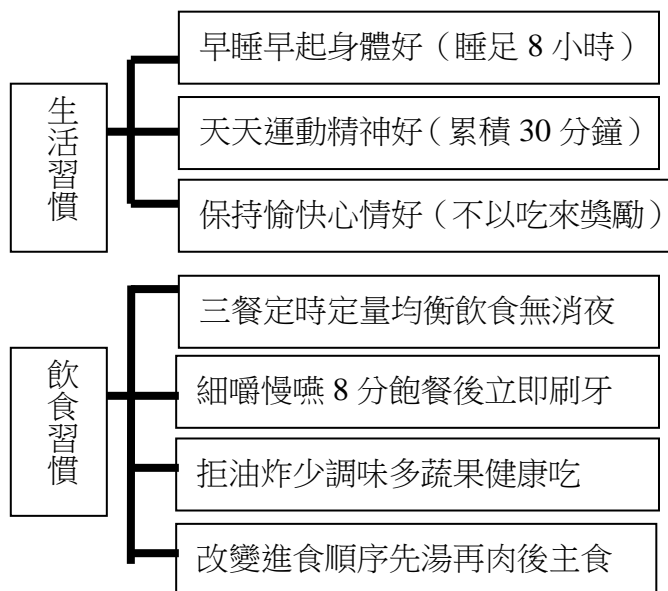 生活習慣
早睡早起身體好（睡足 8 小時）
天天運動精神好（累積 30 分鐘）
保持愉快心情好（不以吃來獎勵）
飲食習慣
三餐定時定量均衡飲食無消夜
細嚼慢嚥 8 分飽餐後立即刷牙
拒油炸少調味多蔬果健康吃
改變進食順序先湯再肉後主食